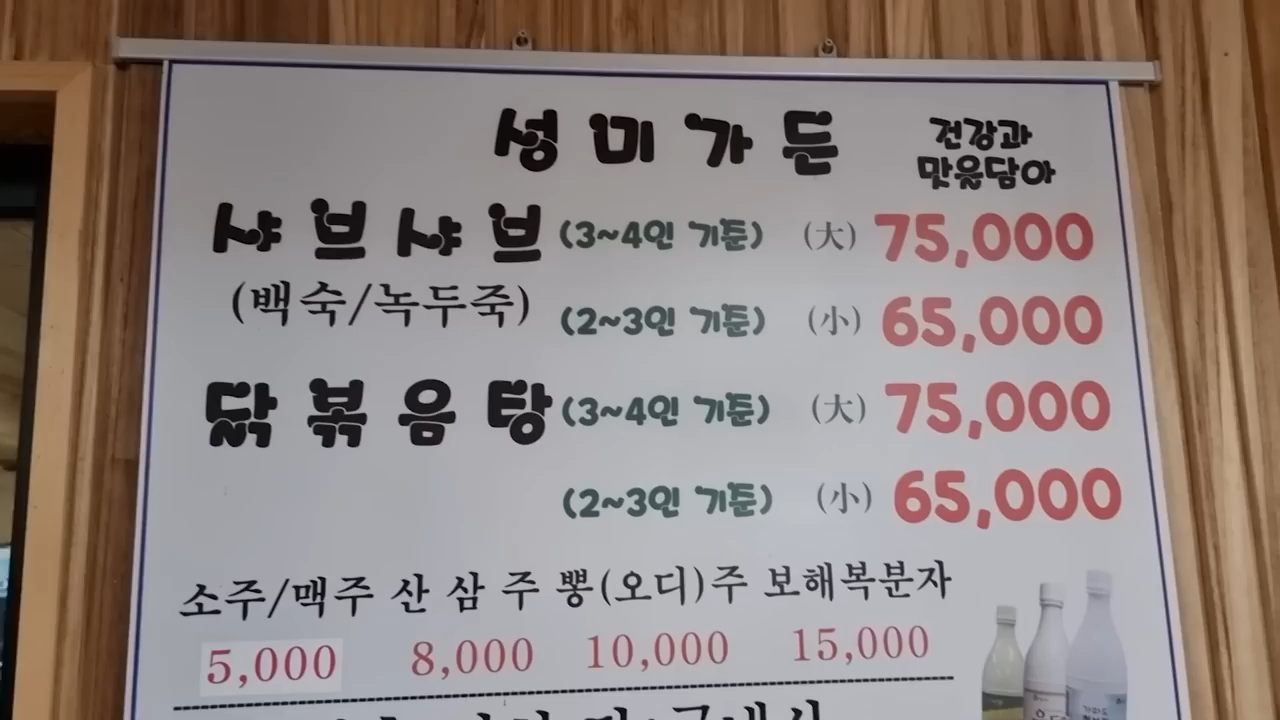 성미가든 건강과
맛을담아
샤브샤브 (3~4인 기준) (大) 75,000
(백숙/녹두죽) (2~3인 기준) (小) 65,000
닭볶음탕 (3~4인 기준) (大) 75,000
(2~3인 기준) (小) 65,000
소주/맥주 산삼주 뽕(오디)주 보해복분자
5,000 8,000 10,000 15,000